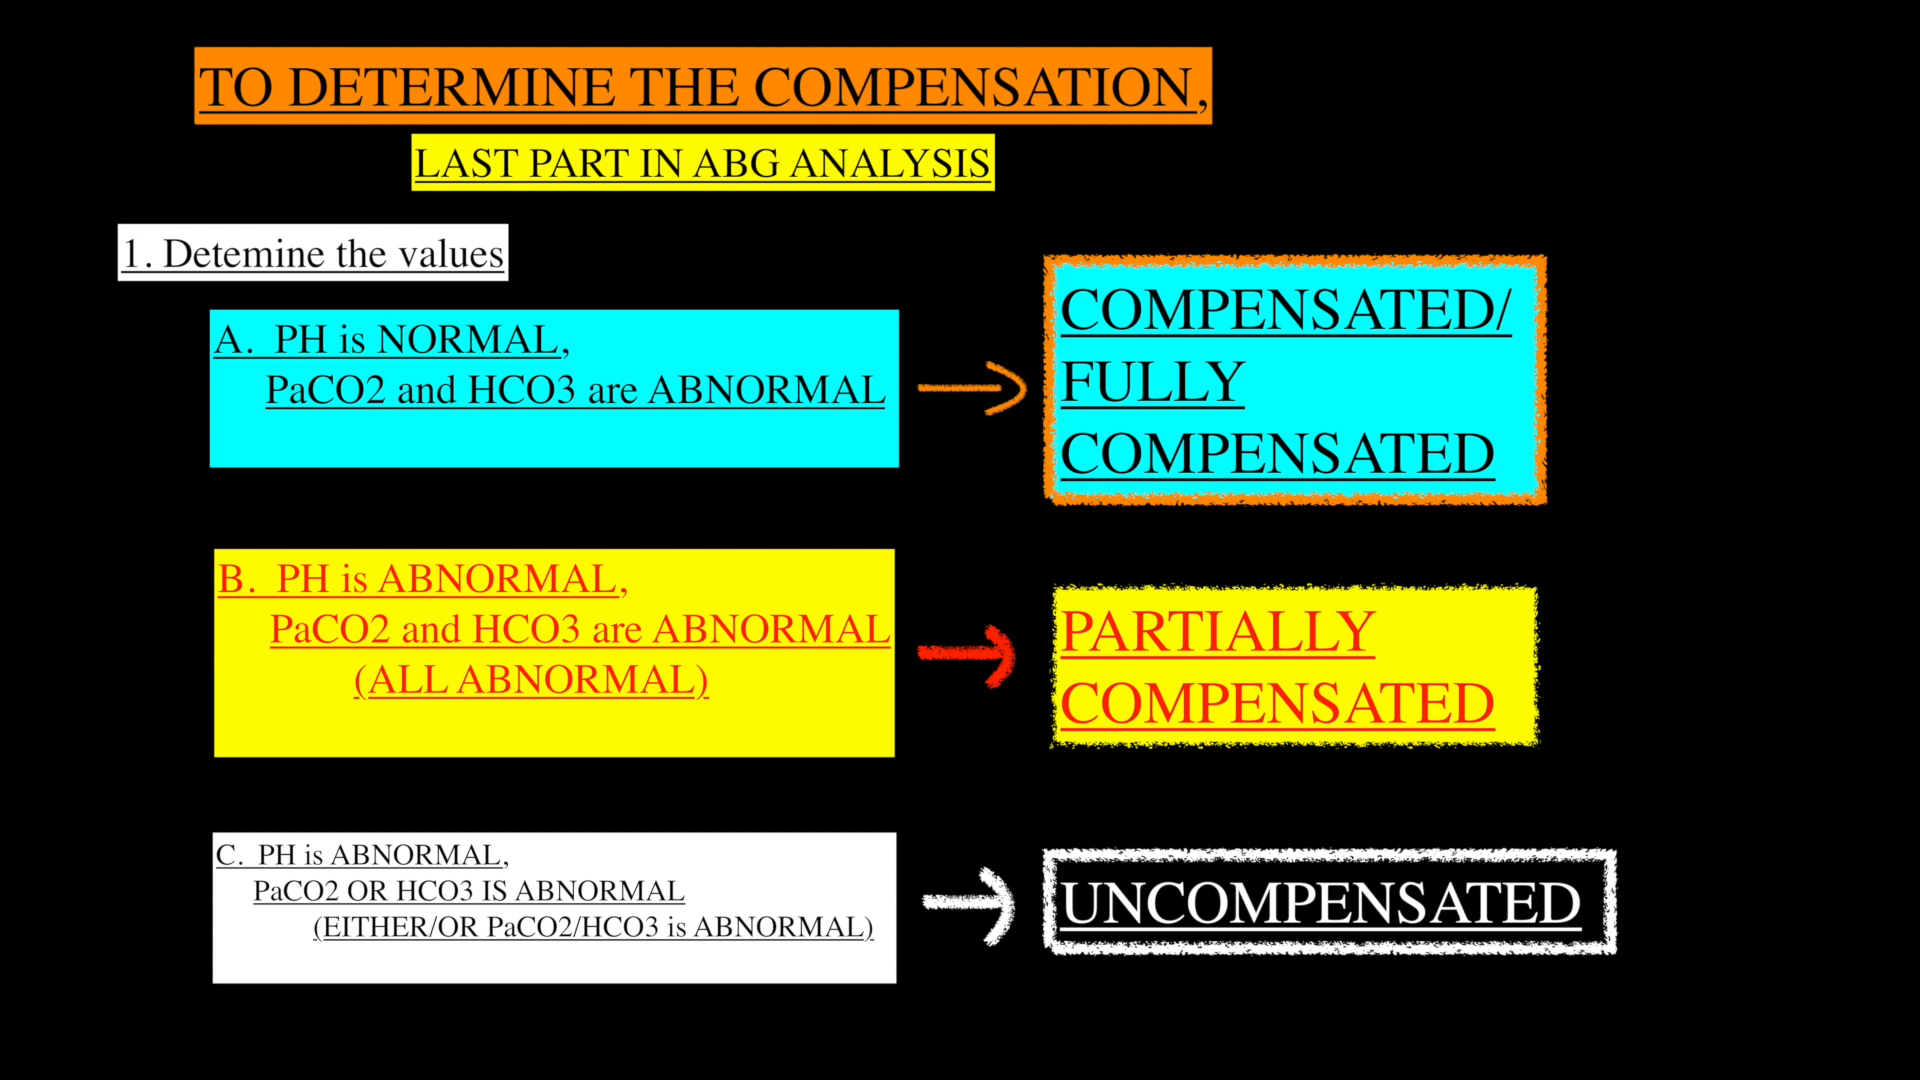 TO DETERMINE THE COMPENSATION,
LAST PART IN ABG ANALYSIS
1. Detemine the values
A. PH is NORMAL,
PaCO2 and HCO3 are ABNORMAL
COMPENSATED/
FULLY
COMPENSATED
B. PH is ABNORMAL,
PaCO2 and HCO3 are ABNORMAL
(ALL ABNORMAL)
PARTIALLY
COMPENSATED
C. PH is ABNORMAL,
PaCO2 OR HCO3 IS ABNORMAL
(EITHER/OR PaCO2/HCO3 is ABNORMAL)
UNCOMPENSATED